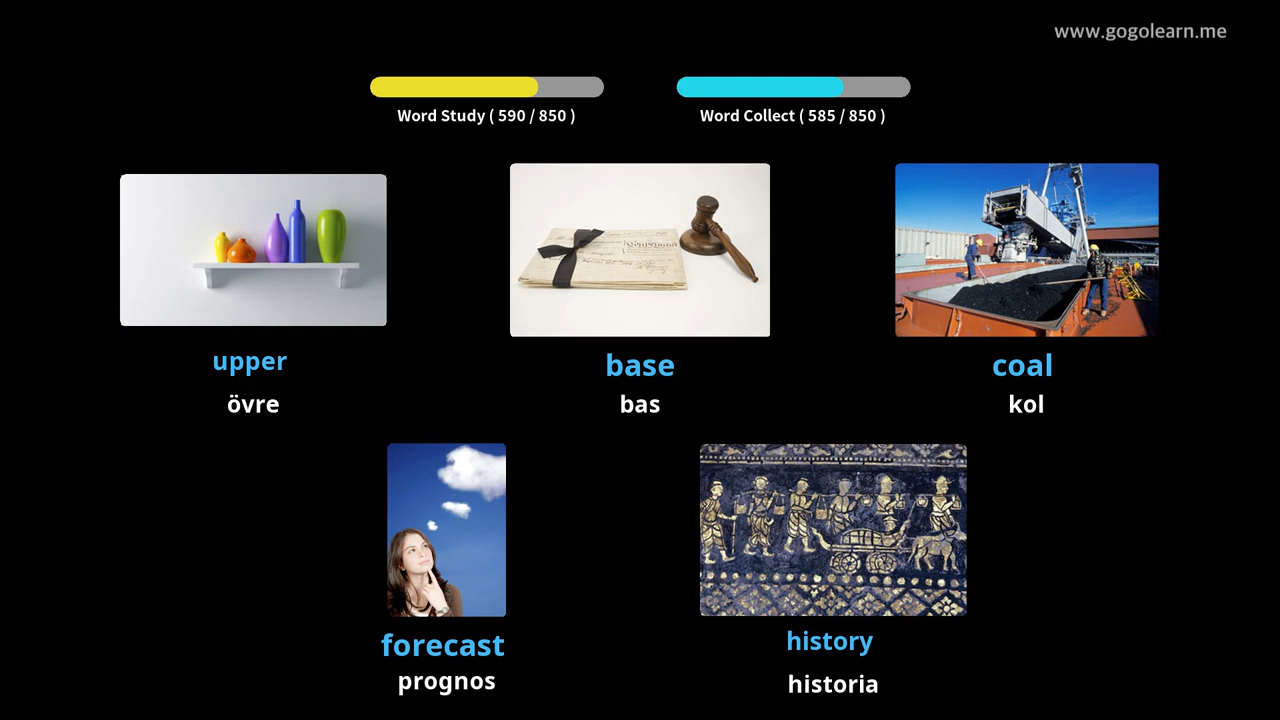 www.gogolearn.me
Word Study ( 590 / 850 )
Word Collect ( 585 / 850 )
upper
övre
base
bas
coal
kol
forecast
prognos
history
historia